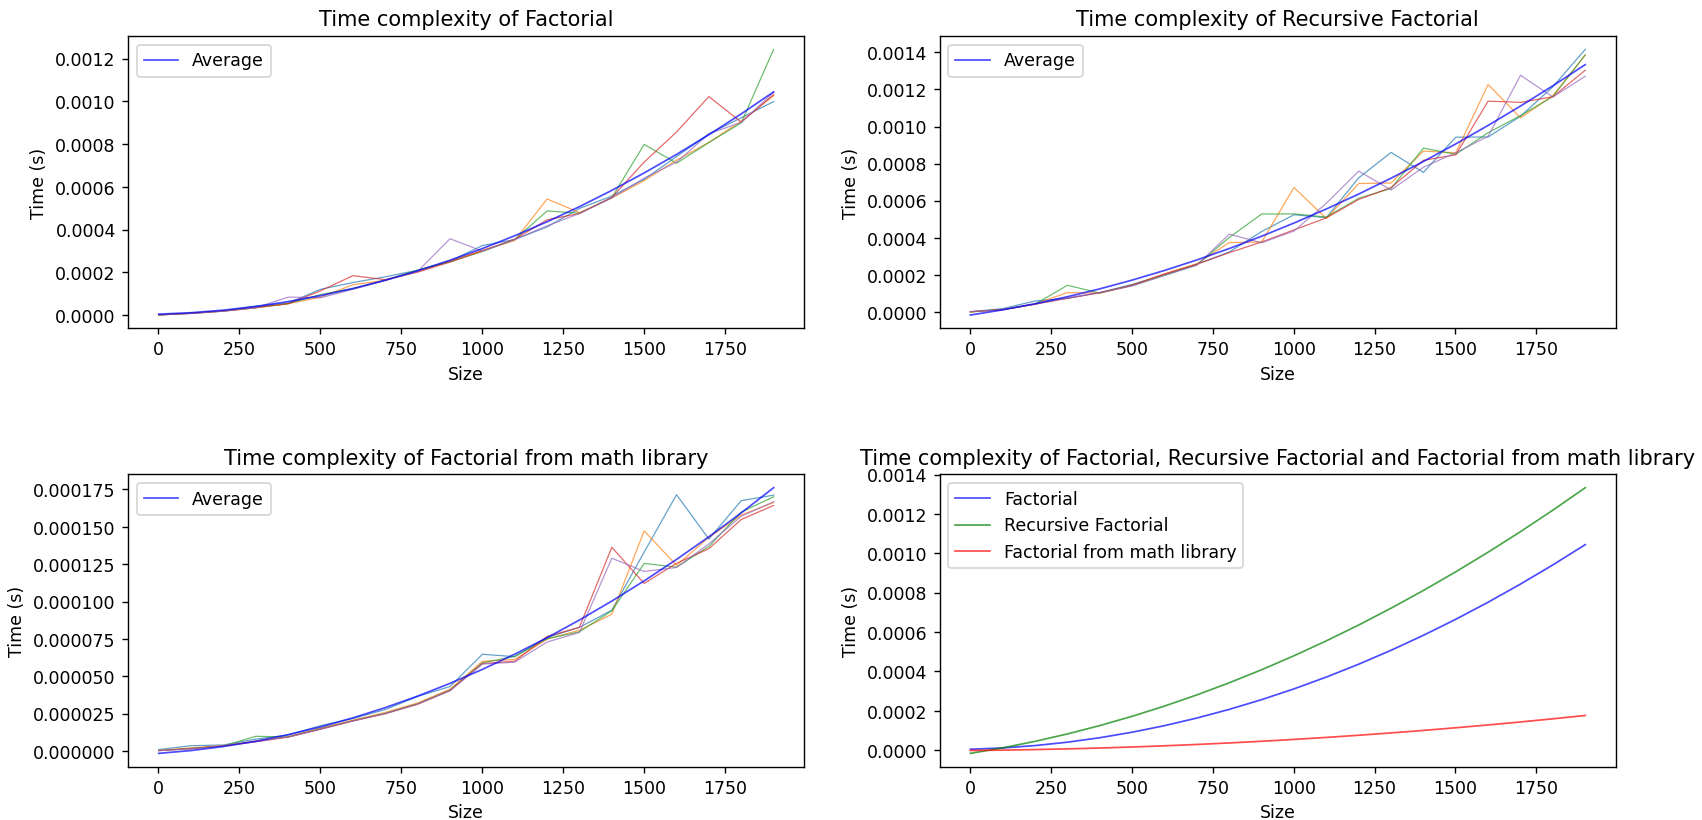 Time complexity of Factorial
Average
0.0012
0.0010
0.0008
0.0006
0.0004
0.0002
0.0000
Time (s)
0 250 500 750 1000 1250 1500 1750
Size
Time complexity of Recursive Factorial
Average
0.0014
0.0012
0.0010
0.0008
0.0006
0.0004
0.0002
0.0000
Time (s)
0 250 500 750 1000 1250 1500 1750
Size
Time complexity of Factorial from math library
Average
0.000175
0.000150
0.000125
0.000100
0.000075
0.000050
0.000025
0.000000
Time (s)
0 250 500 750 1000 1250 1500 1750
Size
Time complexity of Factorial, Recursive Factorial and Factorial from math library
Factorial
Recursive Factorial
Factorial from math library
0.0014
0.0012
0.0010
0.0008
0.0006
0.0004
0.0002
0.0000
Time (s)
0 250 500 750 1000 1250 1500 1750
Size